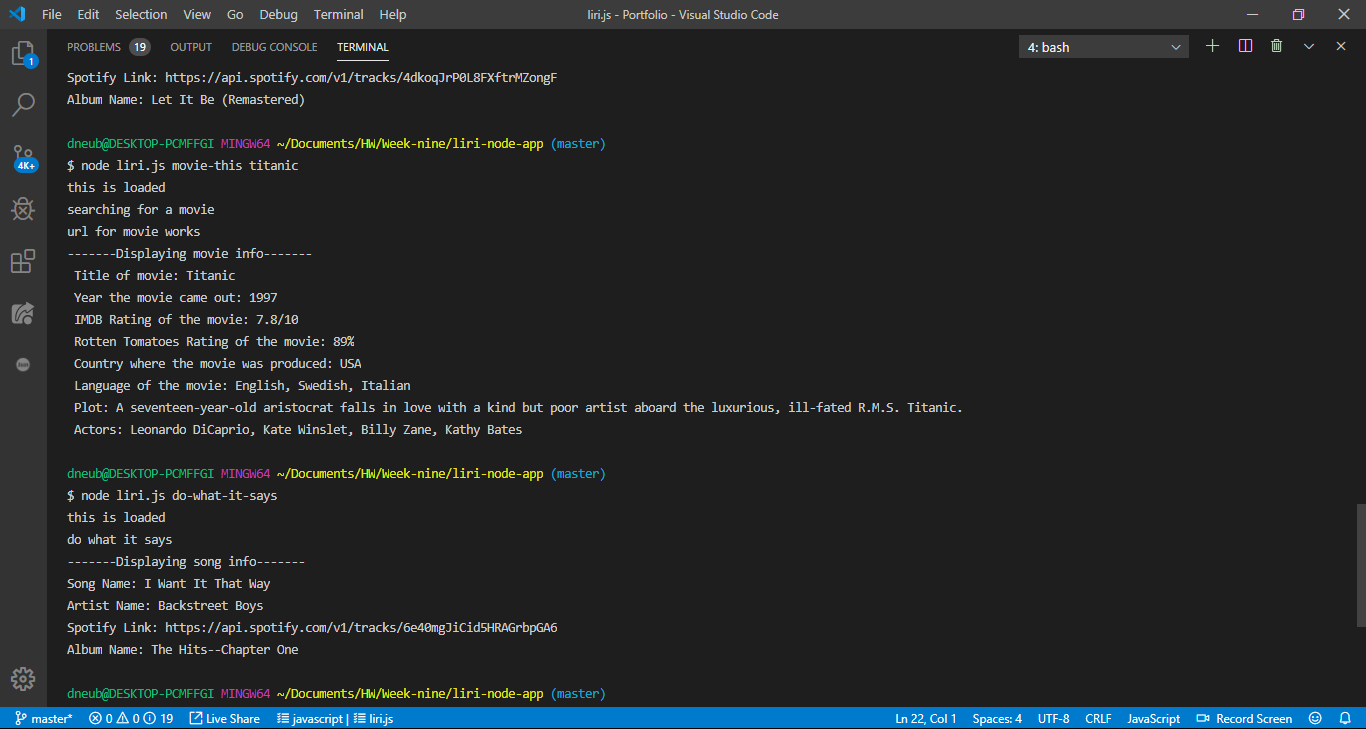 File Edit Selection View Go Debug Terminal Help liri.js - Portfolio - Visual Studio Code
PROBLEMS 19 OUTPUT DEBUG CONSOLE TERMINAL 4: bash
1
4K+
Spotify Link: https://api.spotify.com/v1/tracks/4dkoqJrP0L8FXftrMZongF
Album Name: Let It Be (Remastered)
dneub@DESKTOP-PCMFFGI MINGW64 ~/Documents/HW/Week-nine/liri-node-app (master)
$ node liri.js movie-this titanic
this is loaded
searching for a movie
url for movie works
-------Displaying movie info-------
Title of movie: Titanic
Year the movie came out: 1997
IMDB Rating of the movie: 7.8/10
Rotten Tomatoes Rating of the movie: 89%
Country where the movie was produced: USA
Language of the movie: English, Swedish, Italian
Plot: A seventeen-year-old aristocrat falls in love with a kind but poor artist aboard the luxurious, ill-fated R.M.S. Titanic.
Actors: Leonardo DiCaprio, Kate Winslet, Billy Zane, Kathy Bates
dneub@DESKTOP-PCMFFGI MINGW64 ~/Documents/HW/Week-nine/liri-node-app (master)
$ node liri.js do-what-it-says
this is loaded
do what it says
-------Displaying song info-------
Song Name: I Want It That Way
Artist Name: Backstreet Boys
Spotify Link: https://api.spotify.com/v1/tracks/6e40mgJiCid5HRAGrbpGA6
Album Name: The Hits--Chapter One
dneub@DESKTOP-PCMFFGI MINGW64 ~/Documents/HW/Week-nine/liri-node-app (master)
master* 0 0 19 Live Share javascript | liri.js Ln 22, Col 1 Spaces: 4 UTF-8 CRLF JavaScript Record Screen